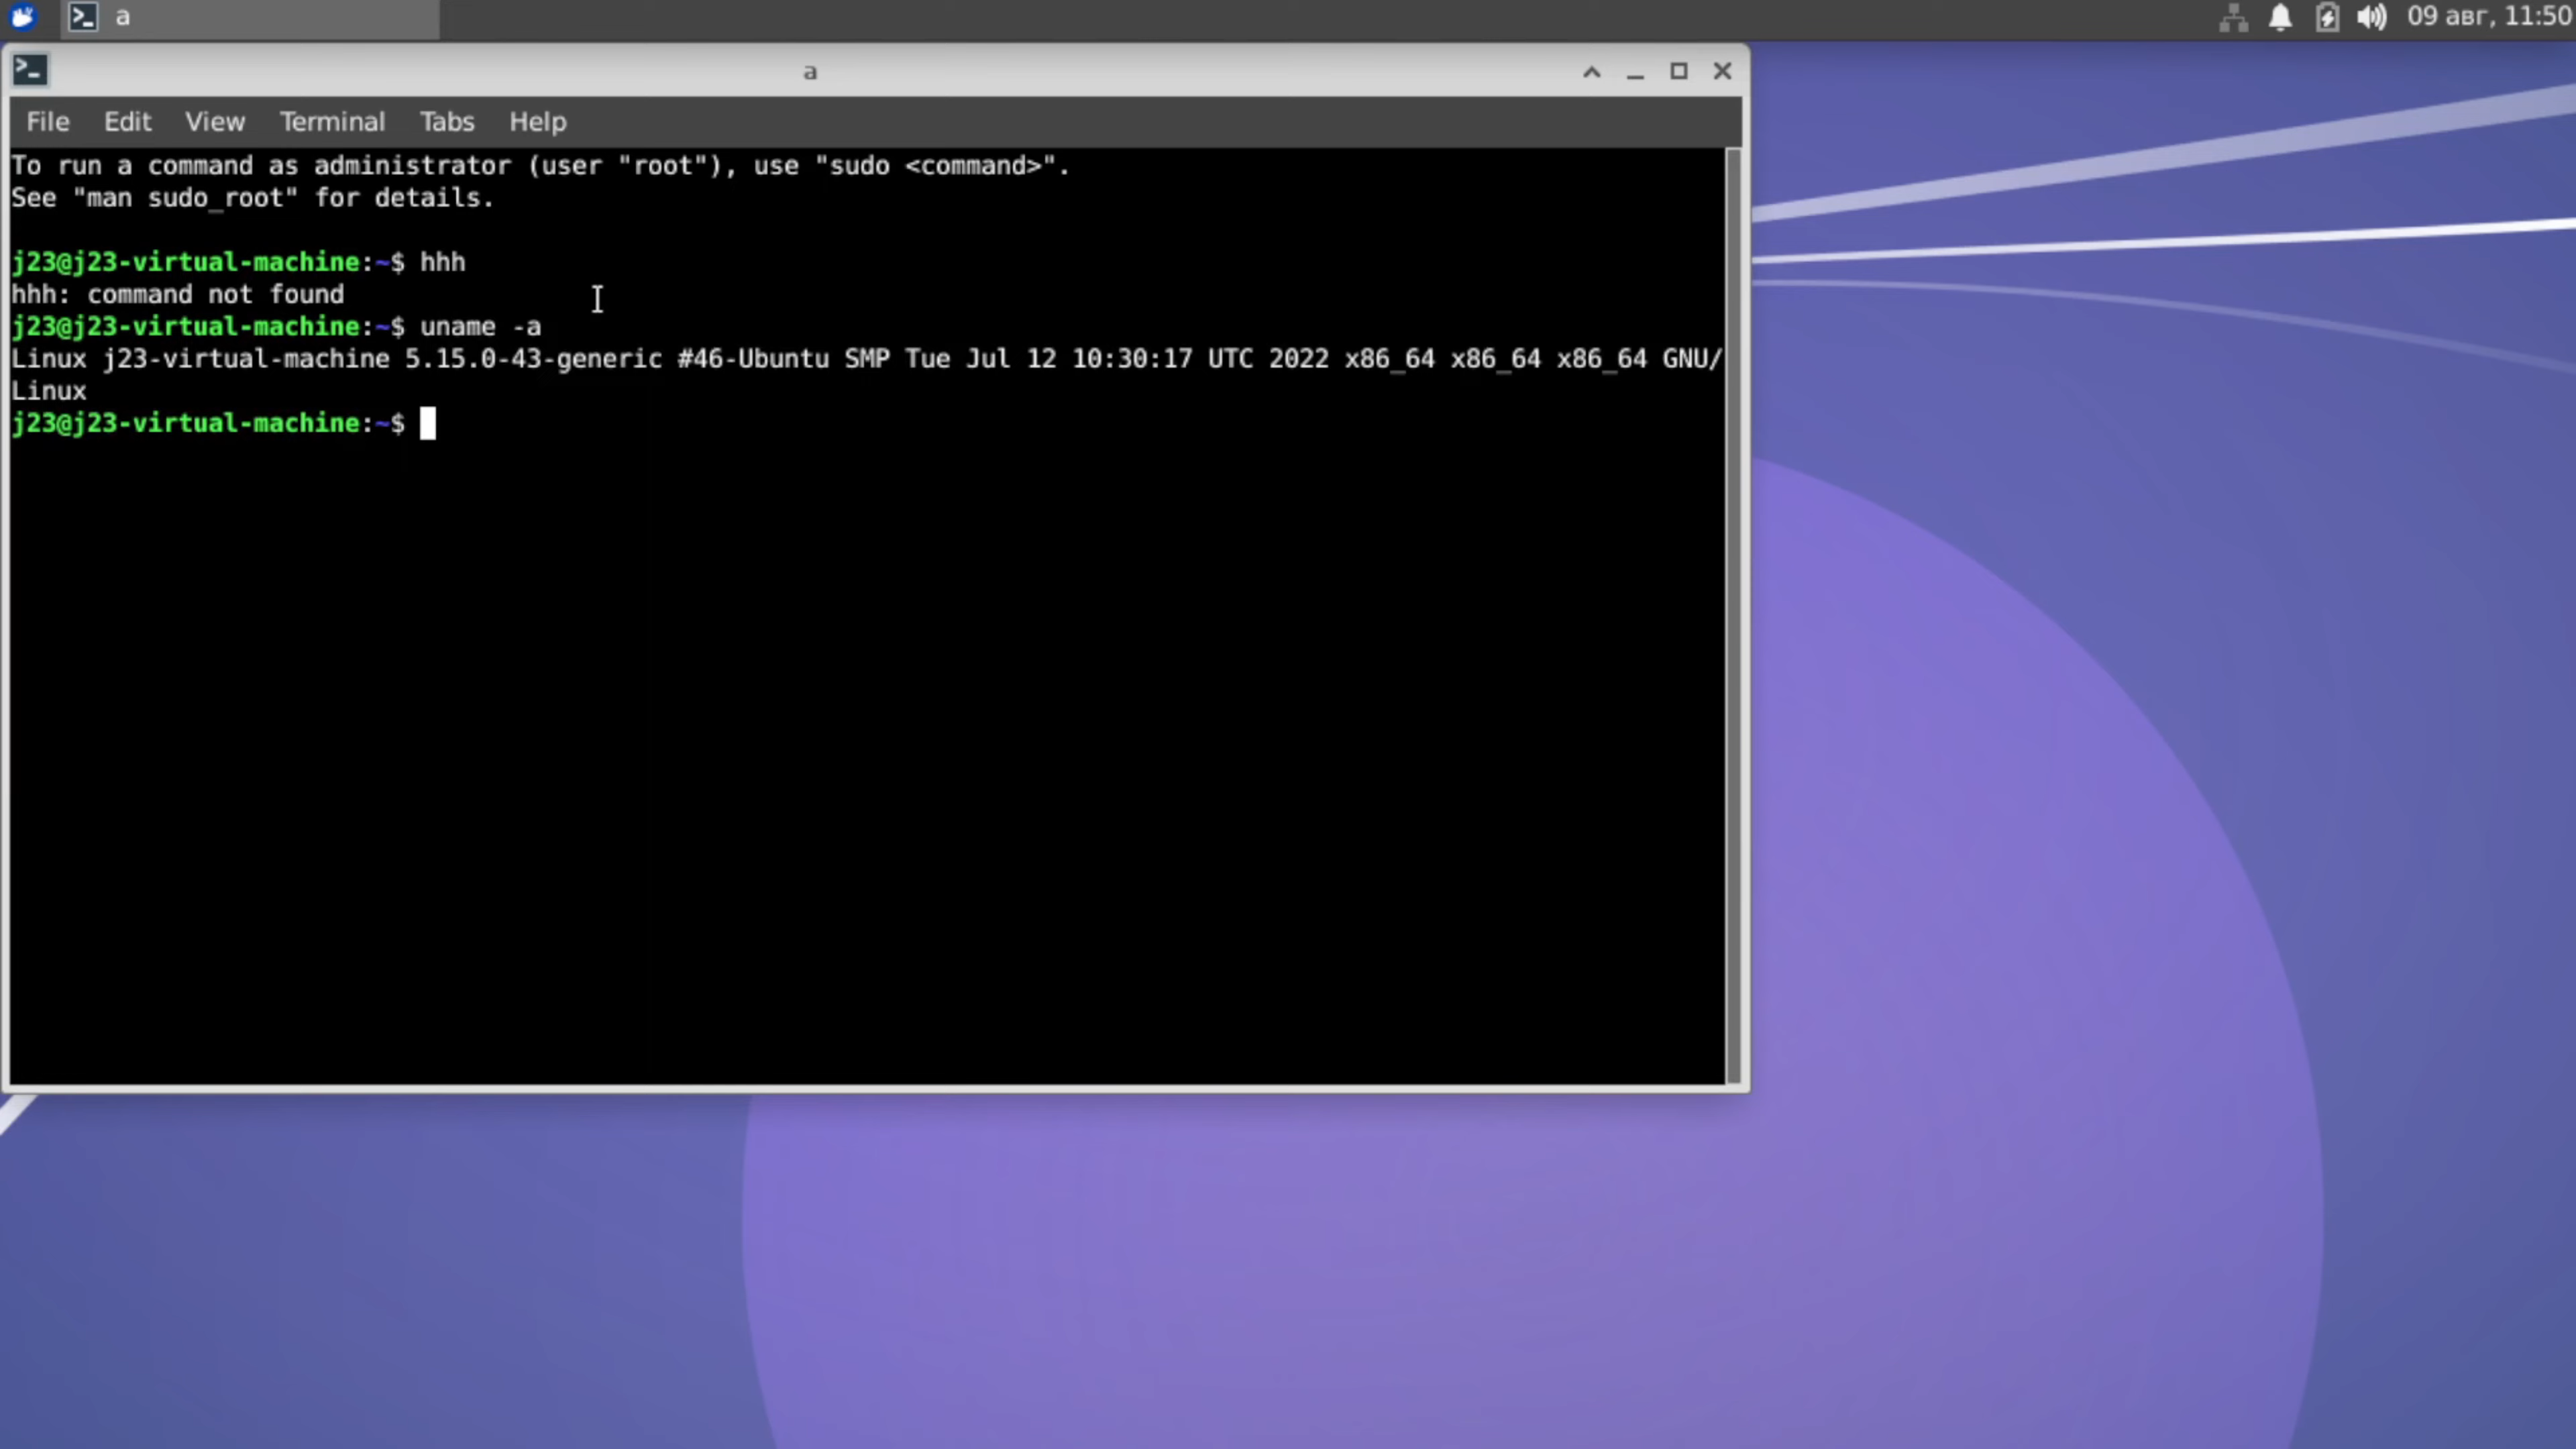 a
09 авг, 11:50
a
File Edit View Terminal Tabs Help
To run a command as administrator (user "root"), use "sudo <command>".
See "man sudo_root" for details.
j23@j23-virtual-machine:~$ hhh
hhh: command not found
j23@j23-virtual-machine:~$ uname -a
Linux j23-virtual-machine 5.15.0-43-generic #46-Ubuntu SMP Tue Jul 12 10:30:17 UTC 2022 x86_64 x86_64 x86_64 GNU/
Linux
j23@j23-virtual-machine:~$